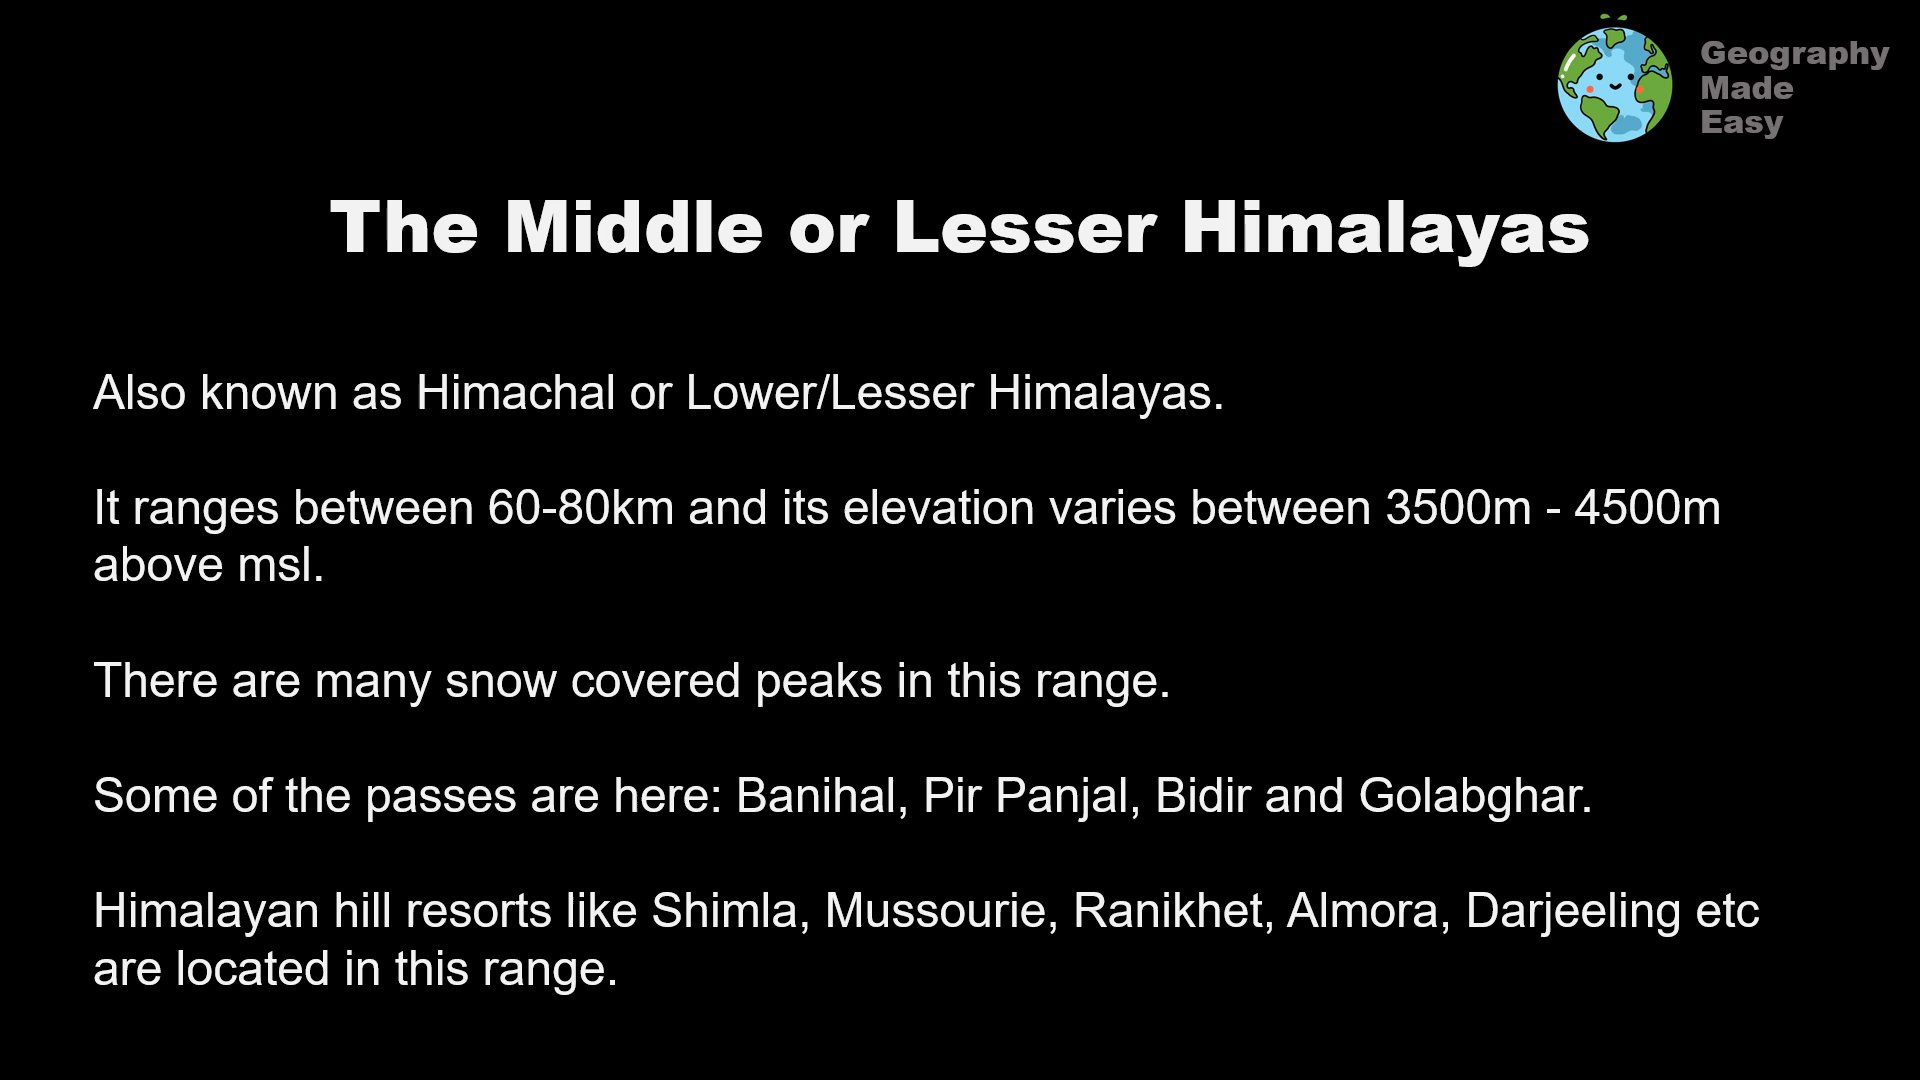 Geography
Made
Easy
The Middle or Lesser Himalayas
Also known as Himachal or Lower/Lesser Himalayas.
It ranges between 60-80km and its elevation varies between 3500m - 4500m
above msl.
There are many snow covered peaks in this range.
Some of the passes are here: Banihal, Pir Panjal, Bidir and Golabghar.
Himalayan hill resorts like Shimla, Mussourie, Ranikhet, Almora, Darjeeling etc
are located in this range.